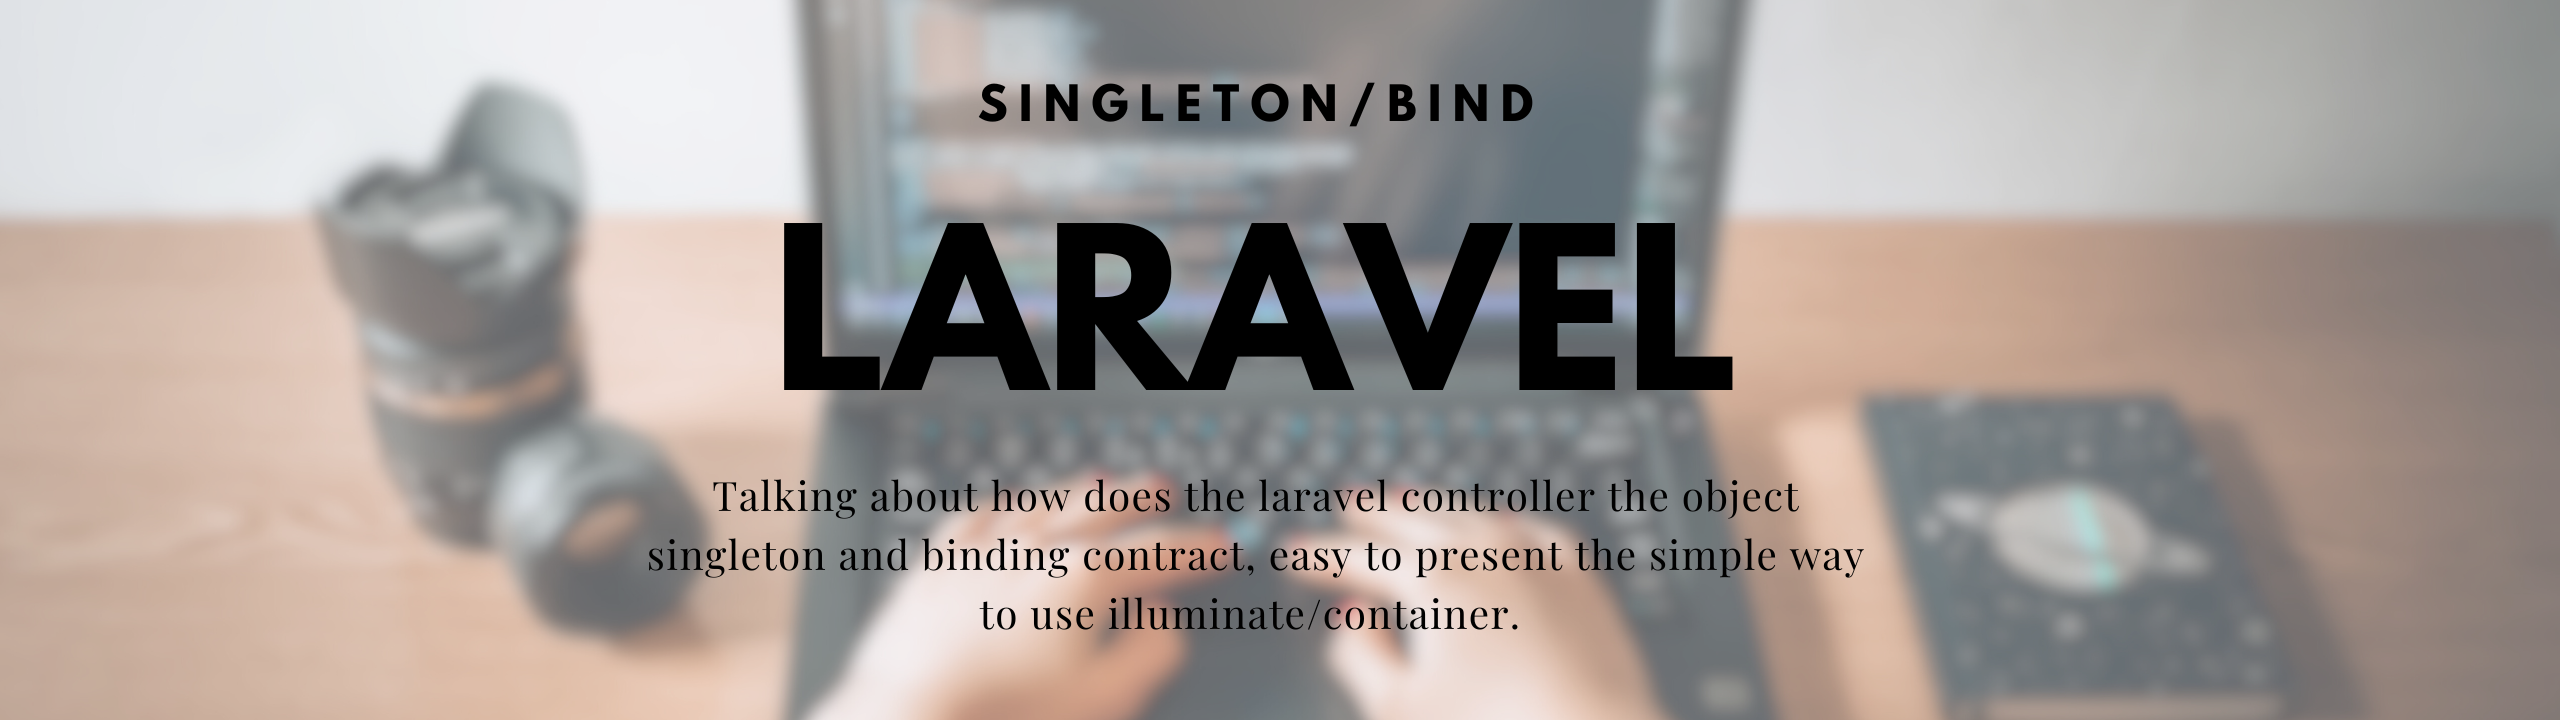 SINGLETON/BIND
LARAVEL
Talking about how does the laravel controller the object
singleton and binding contract, easy to present the simple way
to use illuminate/container.